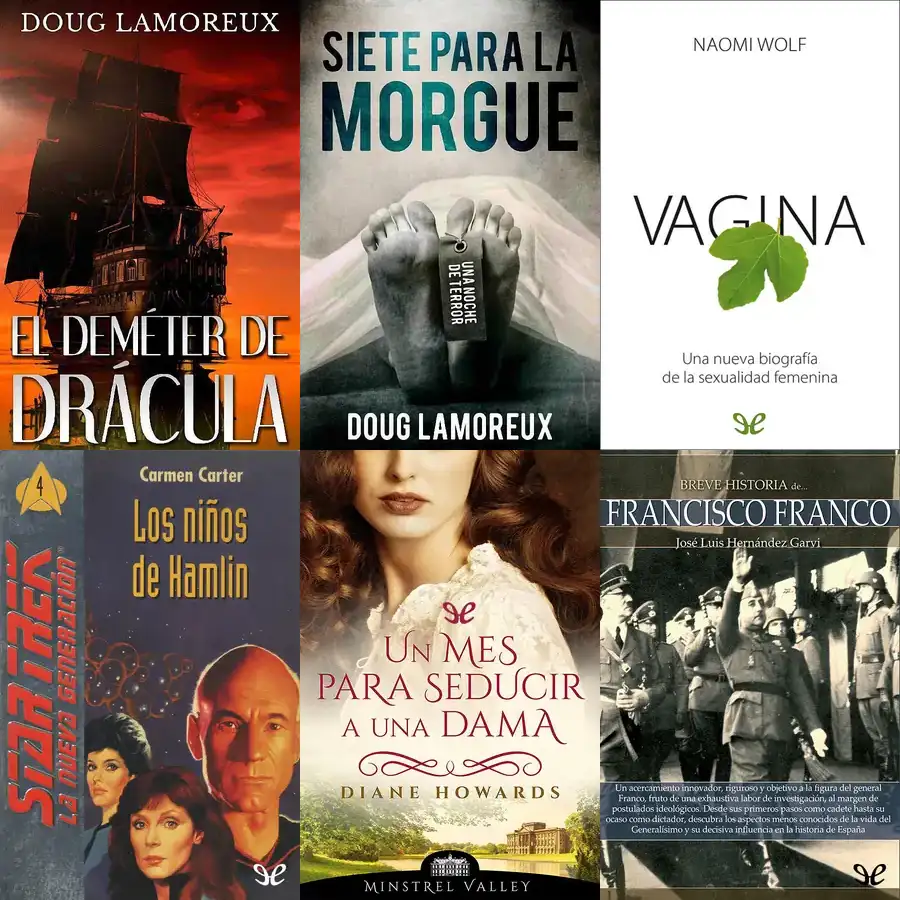 DOUG LAMOREUX
EL DEMÉTER DE
DRÁCULA
SIETE PARA LA
MORGUE
UNA NOCHE
DE TERROR
DOUG LAMOREUX
NAOMI WOLF
VAGINA
Una nueva biografía
de la sexualidad femenina
4
STAR TREK
LA NUEVA GENERACIÓN
Carmen Carter
Los niños
de Hamlin
UN MES
PARA SEDUCIR
A UNA DAMA
DIANE HOWARDS
MINSTREL VALLEY
BREVE HISTORIA de...
FRANCISCO FRANCO
José Luis Hernández Garvi
Un acercamiento innovador, riguroso y objetivo a la figura del general
Franco, fruto de una exhaustiva labor de investigación, al margen de
postulados ideológicos. Desde sus primeros pasos como cadete hasta su
ocaso como dictador, descubra los aspectos menos conocidos de la vida del
Generalísimo y su decisiva influencia en la historia de España